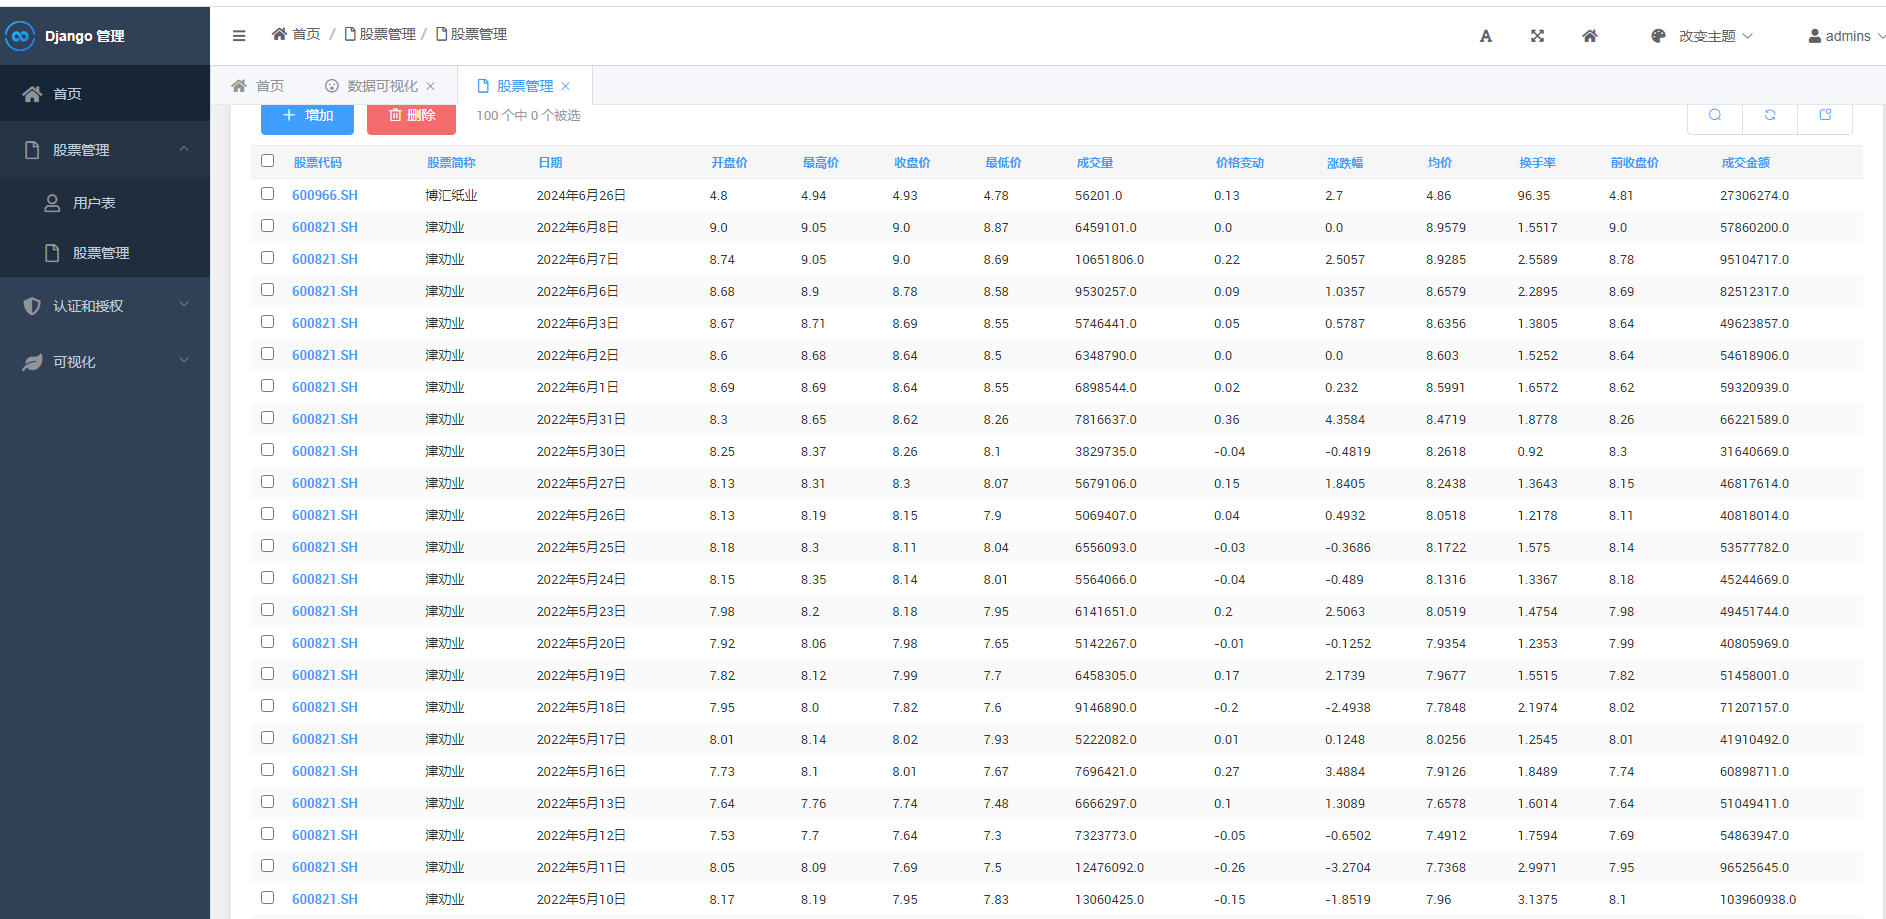 Django 管理
首页
股票管理
用户表
股票管理
认证和授权
可视化
首页 / 股票管理 / 股票管理
A 改变主题 admins
首页 数据可视化 × 股票管理 ×
+ 增加 删除 100 个中 0 个被选
股票代码 股票简称 日期 开盘价 最高价 收盘价 最低价 成交量 价格变动 涨跌幅 均价 换手率 前收盘价 成交金额
600966.SH 博汇纸业 2024年6月26日 4.8 4.94 4.93 4.78 56201.0 0.13 2.7 4.86 96.35 4.81 27306274.0
600821.SH 津劝业 2022年6月8日 9.0 9.05 9.0 8.87 6459101.0 0.0 0.0 8.9579 1.5517 9.0 57860200.0
600821.SH 津劝业 2022年6月7日 8.74 9.05 9.0 8.69 10651806.0 0.22 2.5057 8.9285 2.5589 8.78 95104717.0
600821.SH 津劝业 2022年6月6日 8.68 8.9 8.78 8.58 9530257.0 0.09 1.0357 8.6579 2.2895 8.69 82512317.0
600821.SH 津劝业 2022年6月3日 8.67 8.71 8.69 8.55 5746441.0 0.05 0.5787 8.6356 1.3805 8.64 49623857.0
600821.SH 津劝业 2022年6月2日 8.6 8.68 8.64 8.5 6348790.0 0.0 0.0 8.603 1.5252 8.64 54618906.0
600821.SH 津劝业 2022年6月1日 8.69 8.69 8.64 8.55 6898544.0 0.02 0.232 8.5991 1.6572 8.62 59320939.0
600821.SH 津劝业 2022年5月31日 8.3 8.65 8.62 8.26 7816637.0 0.36 4.3584 8.4719 1.8778 8.26 66221589.0
600821.SH 津劝业 2022年5月30日 8.25 8.37 8.26 8.1 3829735.0 -0.04 -0.4819 8.2618 0.92 8.3 31640669.0
600821.SH 津劝业 2022年5月27日 8.13 8.31 8.3 8.07 5679106.0 0.15 1.8405 8.2438 1.3643 8.15 46817614.0
600821.SH 津劝业 2022年5月26日 8.13 8.19 8.15 7.9 5069407.0 0.04 0.4932 8.0518 1.2178 8.11 40818014.0
600821.SH 津劝业 2022年5月25日 8.18 8.3 8.11 8.04 6556093.0 -0.03 -0.3686 8.1722 1.575 8.14 53577782.0
600821.SH 津劝业 2022年5月24日 8.15 8.35 8.14 8.01 5564066.0 -0.04 -0.489 8.1316 1.3367 8.18 45244669.0
600821.SH 津劝业 2022年5月23日 7.98 8.2 8.18 7.95 6141651.0 0.2 2.5063 8.0519 1.4754 7.98 49451744.0
600821.SH 津劝业 2022年5月20日 7.92 8.06 7.98 7.65 5142267.0 -0.01 -0.1252 7.9354 1.2353 7.99 40805969.0
600821.SH 津劝业 2022年5月19日 7.82 8.12 7.99 7.7 6458305.0 0.17 2.1739 7.9677 1.5515 7.82 51458001.0
600821.SH 津劝业 2022年5月18日 7.95 8.0 7.82 7.6 9146890.0 -0.2 -2.4938 7.7848 2.1974 8.02 71207157.0
600821.SH 津劝业 2022年5月17日 8.01 8.14 8.02 7.93 5222082.0 0.01 0.1248 8.0256 1.2545 8.01 41910492.0
600821.SH 津劝业 2022年5月16日 7.73 8.1 8.01 7.67 7696421.0 0.27 3.4884 7.9126 1.8489 7.74 60898711.0
600821.SH 津劝业 2022年5月13日 7.64 7.76 7.74 7.48 6666297.0 0.1 1.3089 7.6578 1.6014 7.64 51049411.0
600821.SH 津劝业 2022年5月12日 7.53 7.7 7.64 7.3 7323773.0 -0.05 -0.6502 7.4912 1.7594 7.69 54863947.0
600821.SH 津劝业 2022年5月11日 8.05 8.09 7.69 7.5 12476092.0 -0.26 -3.2704 7.7368 2.9971 7.95 96525645.0
600821.SH 津劝业 2022年5月10日 8.17 8.19 7.95 7.83 13060425.0 -0.15 -1.8519 7.96 3.1375 8.1 103960938.0